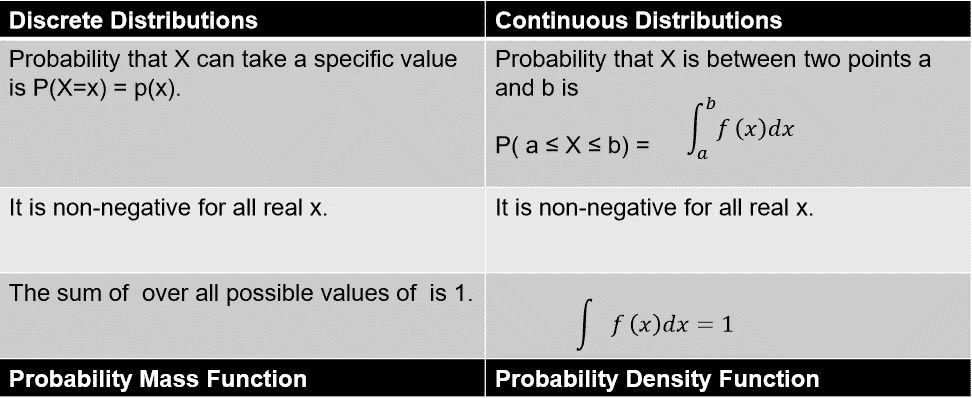 Discrete Distributions
Continuous Distributions
Probability that X can take a specific value
is P(X=x) = p(x).
Probability that X is between two points a
and b is
P( a ≤ X ≤ b) = ∫_a^b f (x)dx
It is non-negative for all real x.
It is non-negative for all real x.
The sum of over all possible values of is 1.
∫ f (x)dx = 1
Probability Mass Function
Probability Density Function